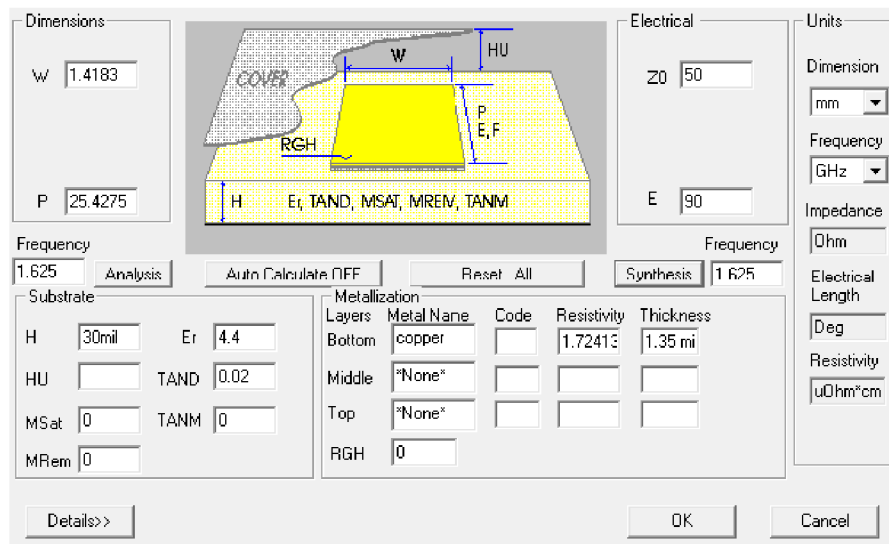 Dimensions
W 1.4183
P 25.4275
COVER
W
HU
P
E, F
RGH
H Er, TAND, MSAT, MREM, TANM
Electrical
Z0 50
E 90
Units
Dimension
mm
Frequency
GHz
Impedance
Ohm
Electrical
Length
Deg
Resistivity
uOhm*cm
Frequency
1.625 Analysis
Auto Calculate OFF
Reset All
Frequency
Synthesis 1.625
Substrate
H 30mil Er 4.4
HU TAND 0.02
MSat 0 TANM 0
MRem 0
Metallization
Layers Metal Name Code Resistivity Thickness
Bottom copper 1.72413 1.35 mi
Middle *None*
Top *None*
RGH 0
Details>>
OK
Cancel